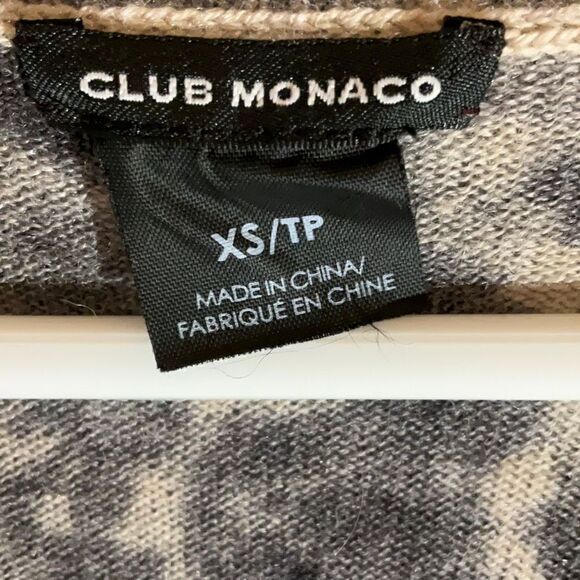 CLUB MONACO
XS/TP
MADE IN CHINA/
FABRIQUÉ EN CHINE